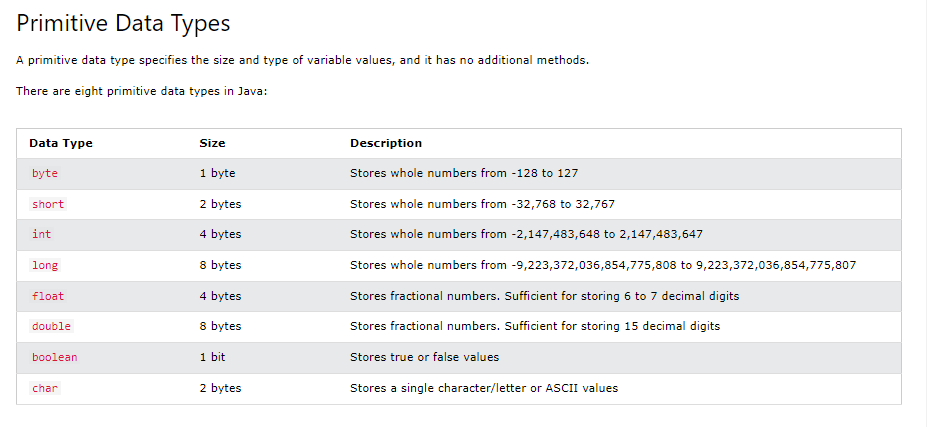 Primitive Data Types
A primitive data type specifies the size and type of variable values, and it has no additional methods.
There are eight primitive data types in Java:
Data Type Size Description
byte 1 byte Stores whole numbers from -128 to 127
short 2 bytes Stores whole numbers from -32,768 to 32,767
int 4 bytes Stores whole numbers from -2,147,483,648 to 2,147,483,647
long 8 bytes Stores whole numbers from -9,223,372,036,854,775,808 to 9,223,372,036,854,775,807
float 4 bytes Stores fractional numbers. Sufficient for storing 6 to 7 decimal digits
double 8 bytes Stores fractional numbers. Sufficient for storing 15 decimal digits
boolean 1 bit Stores true or false values
char 2 bytes Stores a single character/letter or ASCII values